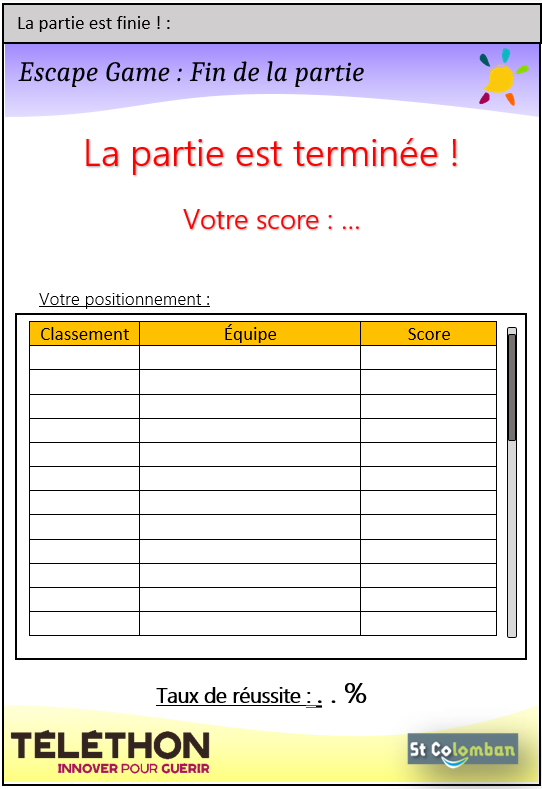 La partie est finie ! :
Escape Game : Fin de la partie
La partie est terminée !
Votre score : ...
Votre positionnement :
Classement Équipe Score
Taux de réussite : . . %
TÉLÉTHON
INNOVER POUR GUÉRIR
St Colomban